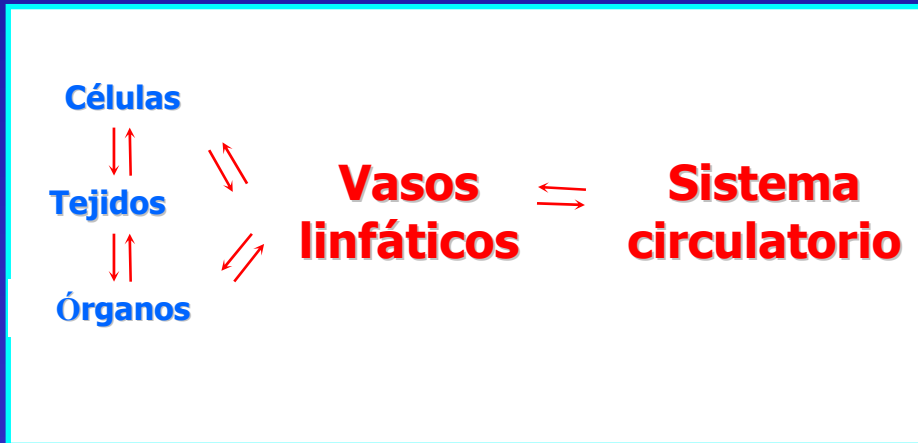 Células
Tejidos
Órganos
Vasos
linfáticos
Sistema
circulatorio